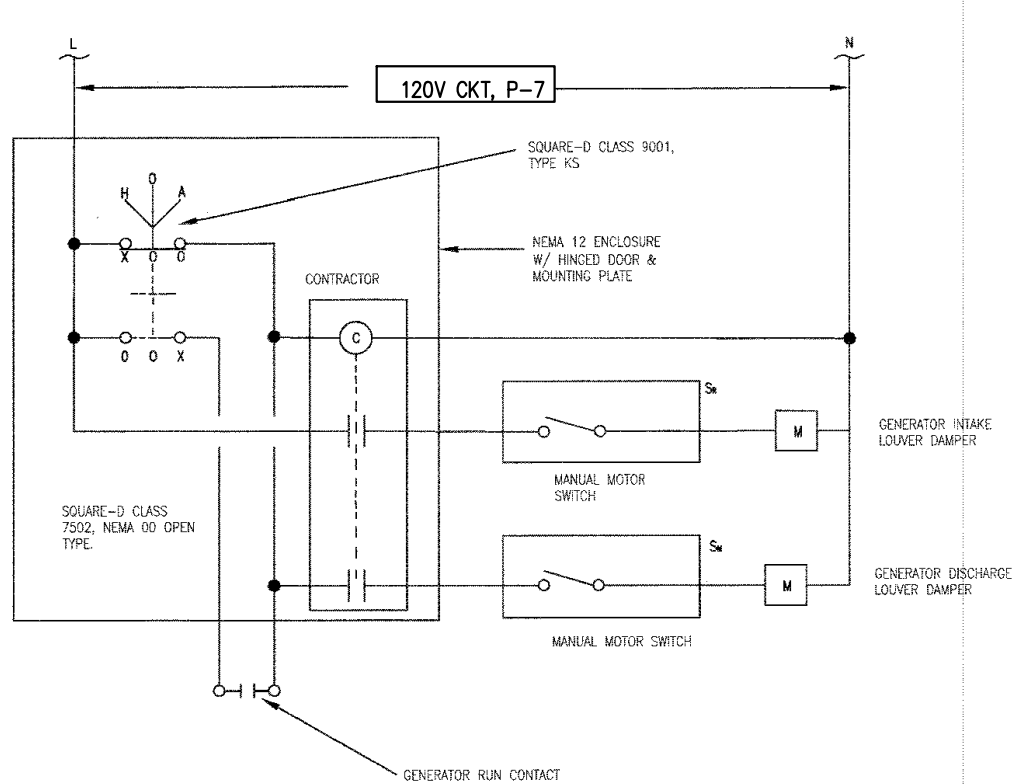 L
N
120V CKT, P-7
SQUARE-D CLASS 9001,
TYPE KS
H O A
X O O
NEMA 12 ENCLOSURE
W/ HINGED DOOR &
MOUNTING PLATE
CONTRACTOR
C
O O X
M
GENERATOR INTAKE
LOUVER DAMPER
MANUAL MOTOR
SWITCH
SQUARE-D CLASS
7502, NEMA 00 OPEN
TYPE.
M
GENERATOR DISCHARGE
LOUVER DAMPER
MANUAL MOTOR SWITCH
GENERATOR RUN CONTACT